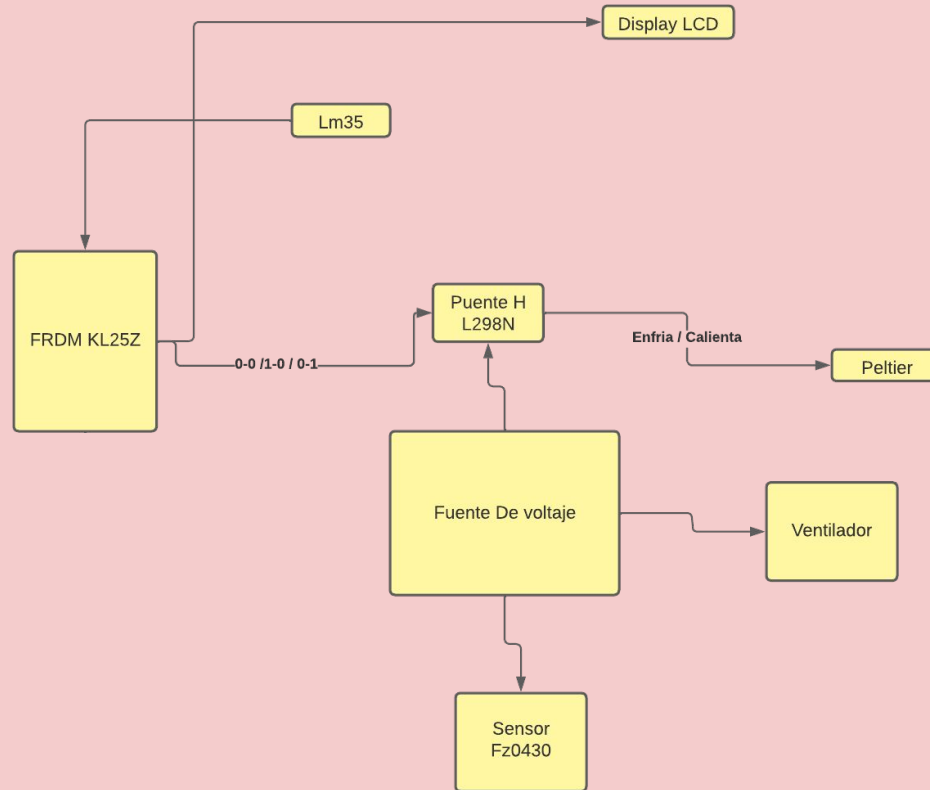 Display LCD
Lm35
FRDM KL25Z
Puente H
L298N
0-0 /1-0 / 0-1
Enfria / Calienta
Peltier
Fuente De voltaje
Ventilador
Sensor
Fz0430